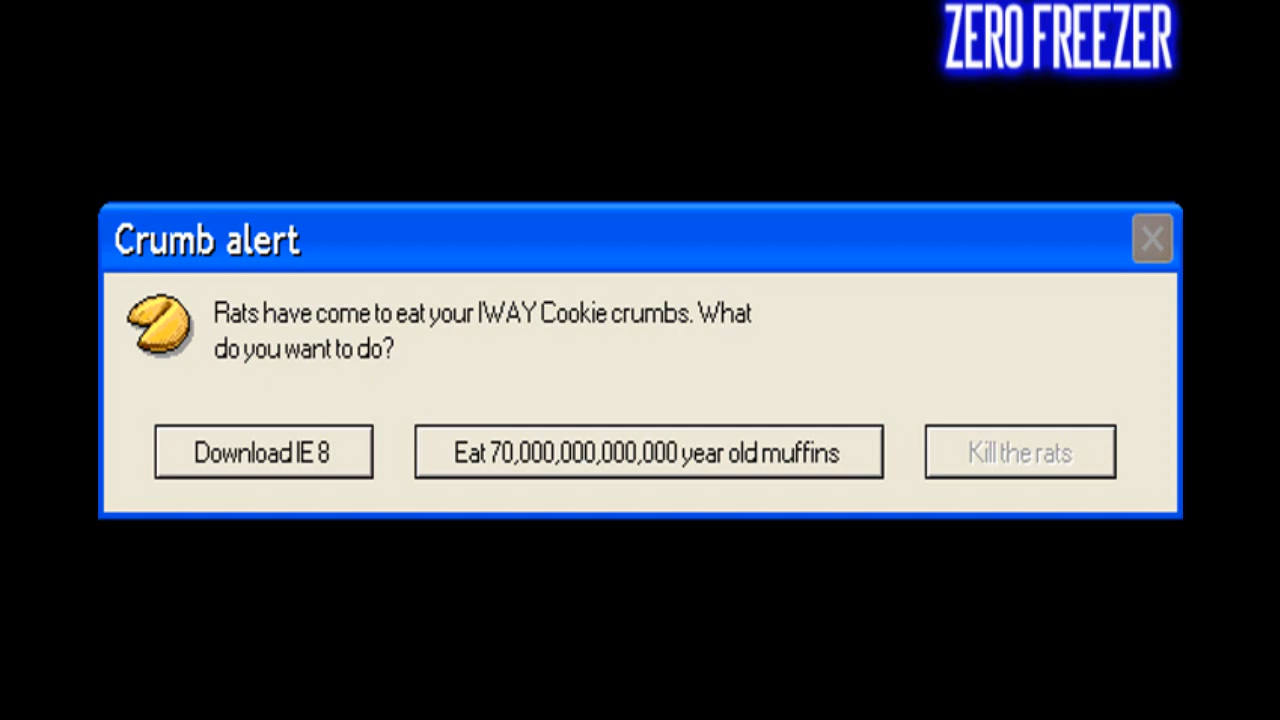 ZERO FREEZER
Crumb alert
Rats have come to eat your IWAY Cookie crumbs. What
do you want to do?
Download IE 8
Eat 70,000,000,000,000 year old muffins
Kill the rats